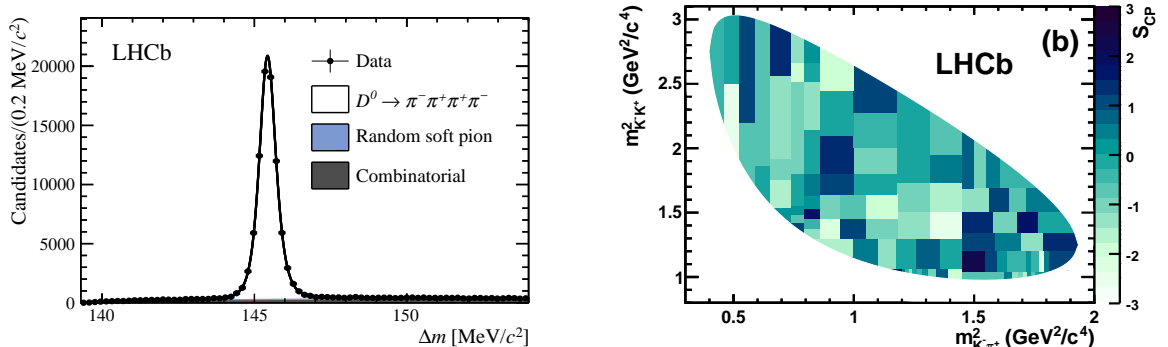 Candidates/(0.2 MeV/c²)
20000
15000
10000
5000
0
LHCb
Data
D⁰ → π⁻π⁺π⁺π⁻
Random soft pion
Combinatorial
140
145
150
Δm [MeV/c²]
m²K⁻K⁺ (GeV²/c⁴)
3
2.5
2
1.5
1
(b)
LHCb
0.5
1
1.5
2
m²K⁻π⁺ (GeV²/c⁴)
S_CP
3
2
1
0
-1
-2
-3